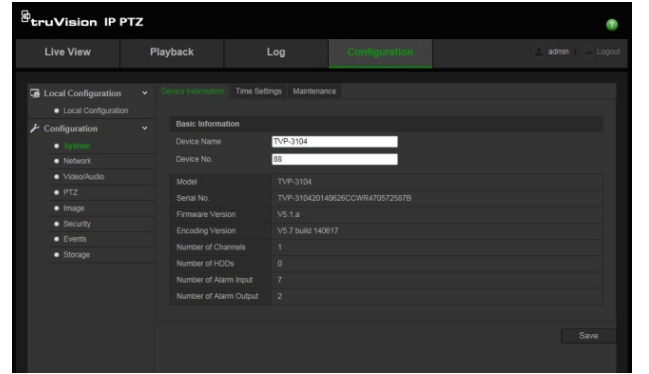 truVision IP PTZ
Live View Playback Log Configuration admin | Logout
Local Configuration
Local Configuration
Configuration
System
Network
Video/Audio
PTZ
Image
Security
Events
Storage
Device Information Time Settings Maintenance
Basic Information
Device Name TVP-3104
Device No. 88
Model TVP-3104
Serial No. TVP-310420140626CCWR470572587B
Firmware Version V5.1.a
Encoding Version V5.7 build 140617
Number of Channels 1
Number of HDDs 0
Number of Alarm Input 7
Number of Alarm Output 2
Save